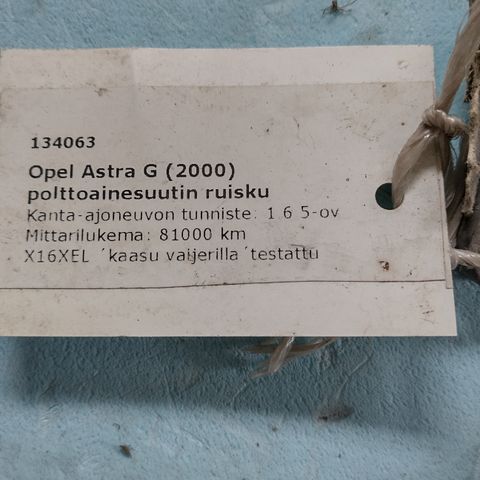 134063
Opel Astra G (2000)
polttoainesuutin ruisku
Kanta-ajoneuvon tunniste: 1 6 5-ov
Mittarilukema: 81000 km
X16XEL ´kaasu vaijerilla´testattu